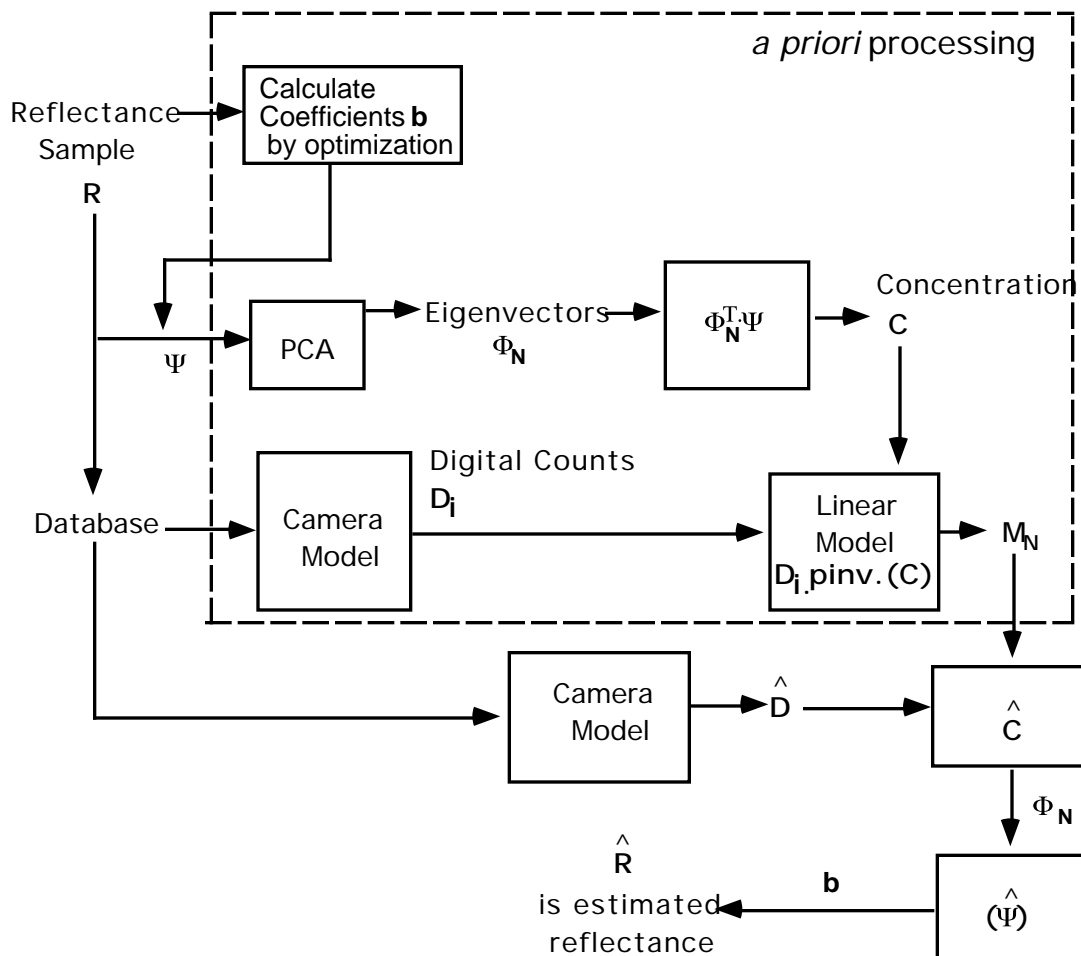 a priori processing
Calculate
Coefficients b
by optimization
Reflectance
Sample
R
Concentration
C
Eigenvectors
Φ_N
Φ_N^T·Ψ
PCA
Ψ
Digital Counts
D_i
Database
Camera
Model
Linear
Model
D_i.pinv.(C)
M_N
Camera
Model
D̂
Ĉ
Φ_N
R̂
is estimated
reflectance
b
(Ψ̂)